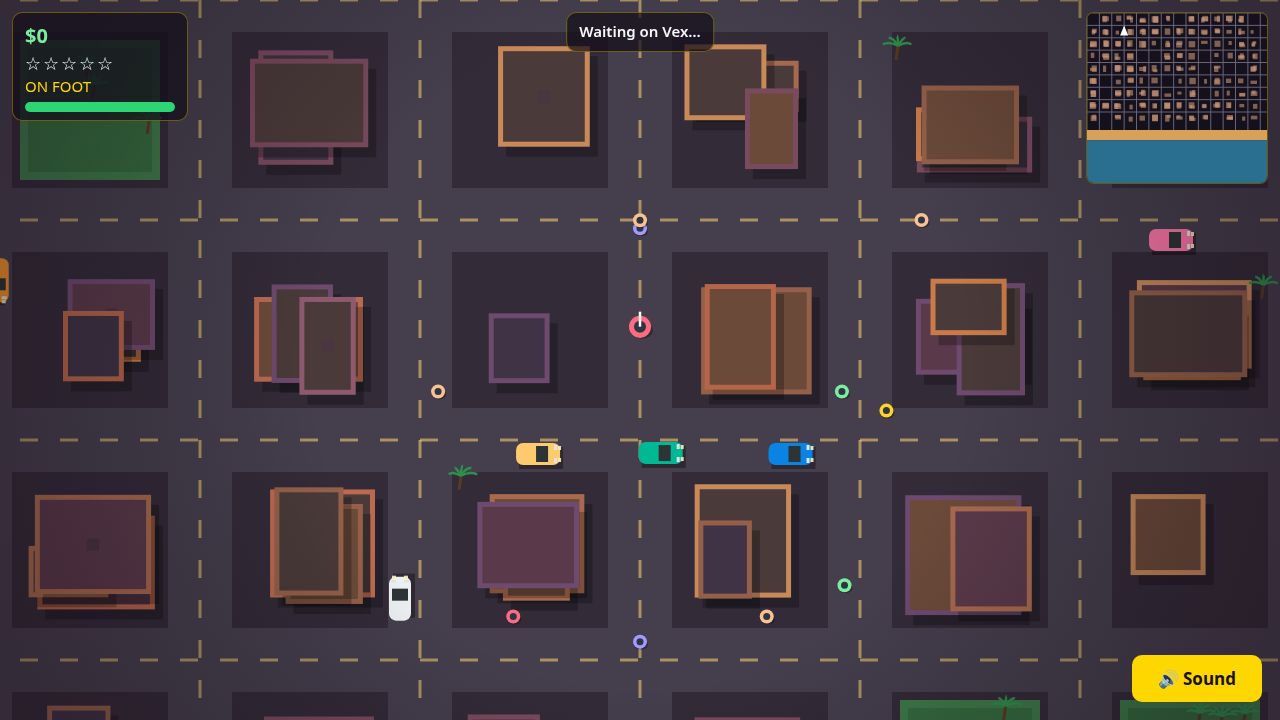 $0
☆☆☆☆☆
ON FOOT
Waiting on Vex...
🔊 Sound